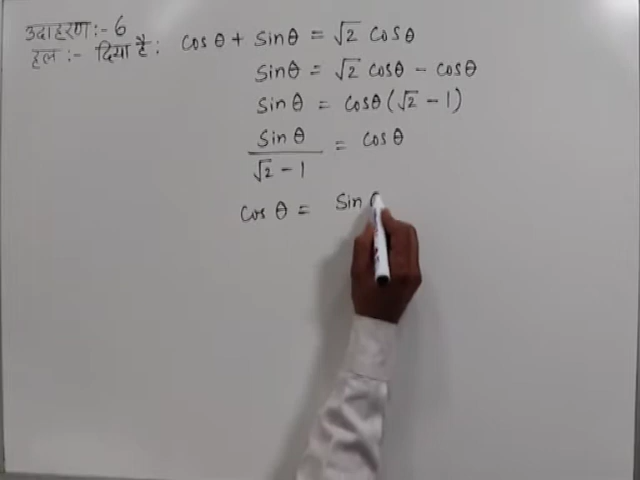 उदाहरण:- 6
हल :- दिया है: cos θ + sin θ = √2 cos θ
sin θ = √2 cos θ - cos θ
sin θ = cos θ (√2 - 1)
sin θ / √2 - 1 = cos θ
cos θ = sin